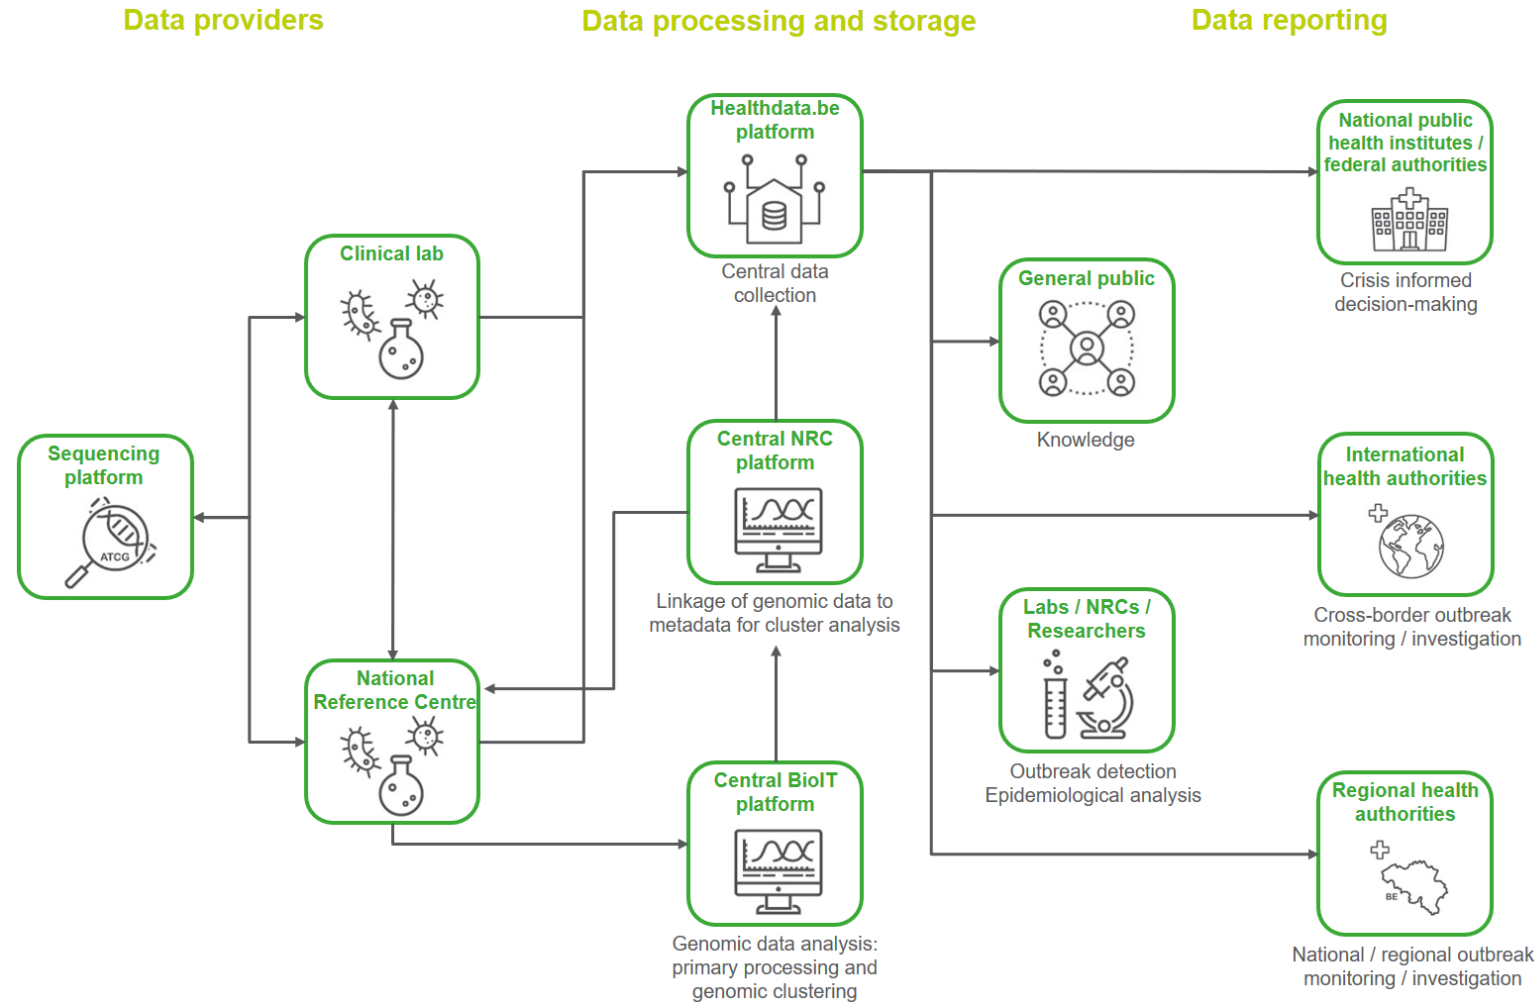 Data providers
Data processing and storage
Data reporting
Sequencing
platform
ATCG
Clinical lab
National
Reference Centre
Healthdata.be
platform
Central data
collection
Central NRC
platform
Linkage of genomic data to
metadata for cluster analysis
Central BioIT
platform
Genomic data analysis:
primary processing and
genomic clustering
General public
Knowledge
Labs / NRCs /
Researchers
Outbreak detection
Epidemiological analysis
National public
health institutes /
federal authorities
Crisis informed
decision-making
International
health authorities
Cross-border outbreak
monitoring / investigation
Regional health
authorities
BE
National / regional outbreak
monitoring / investigation